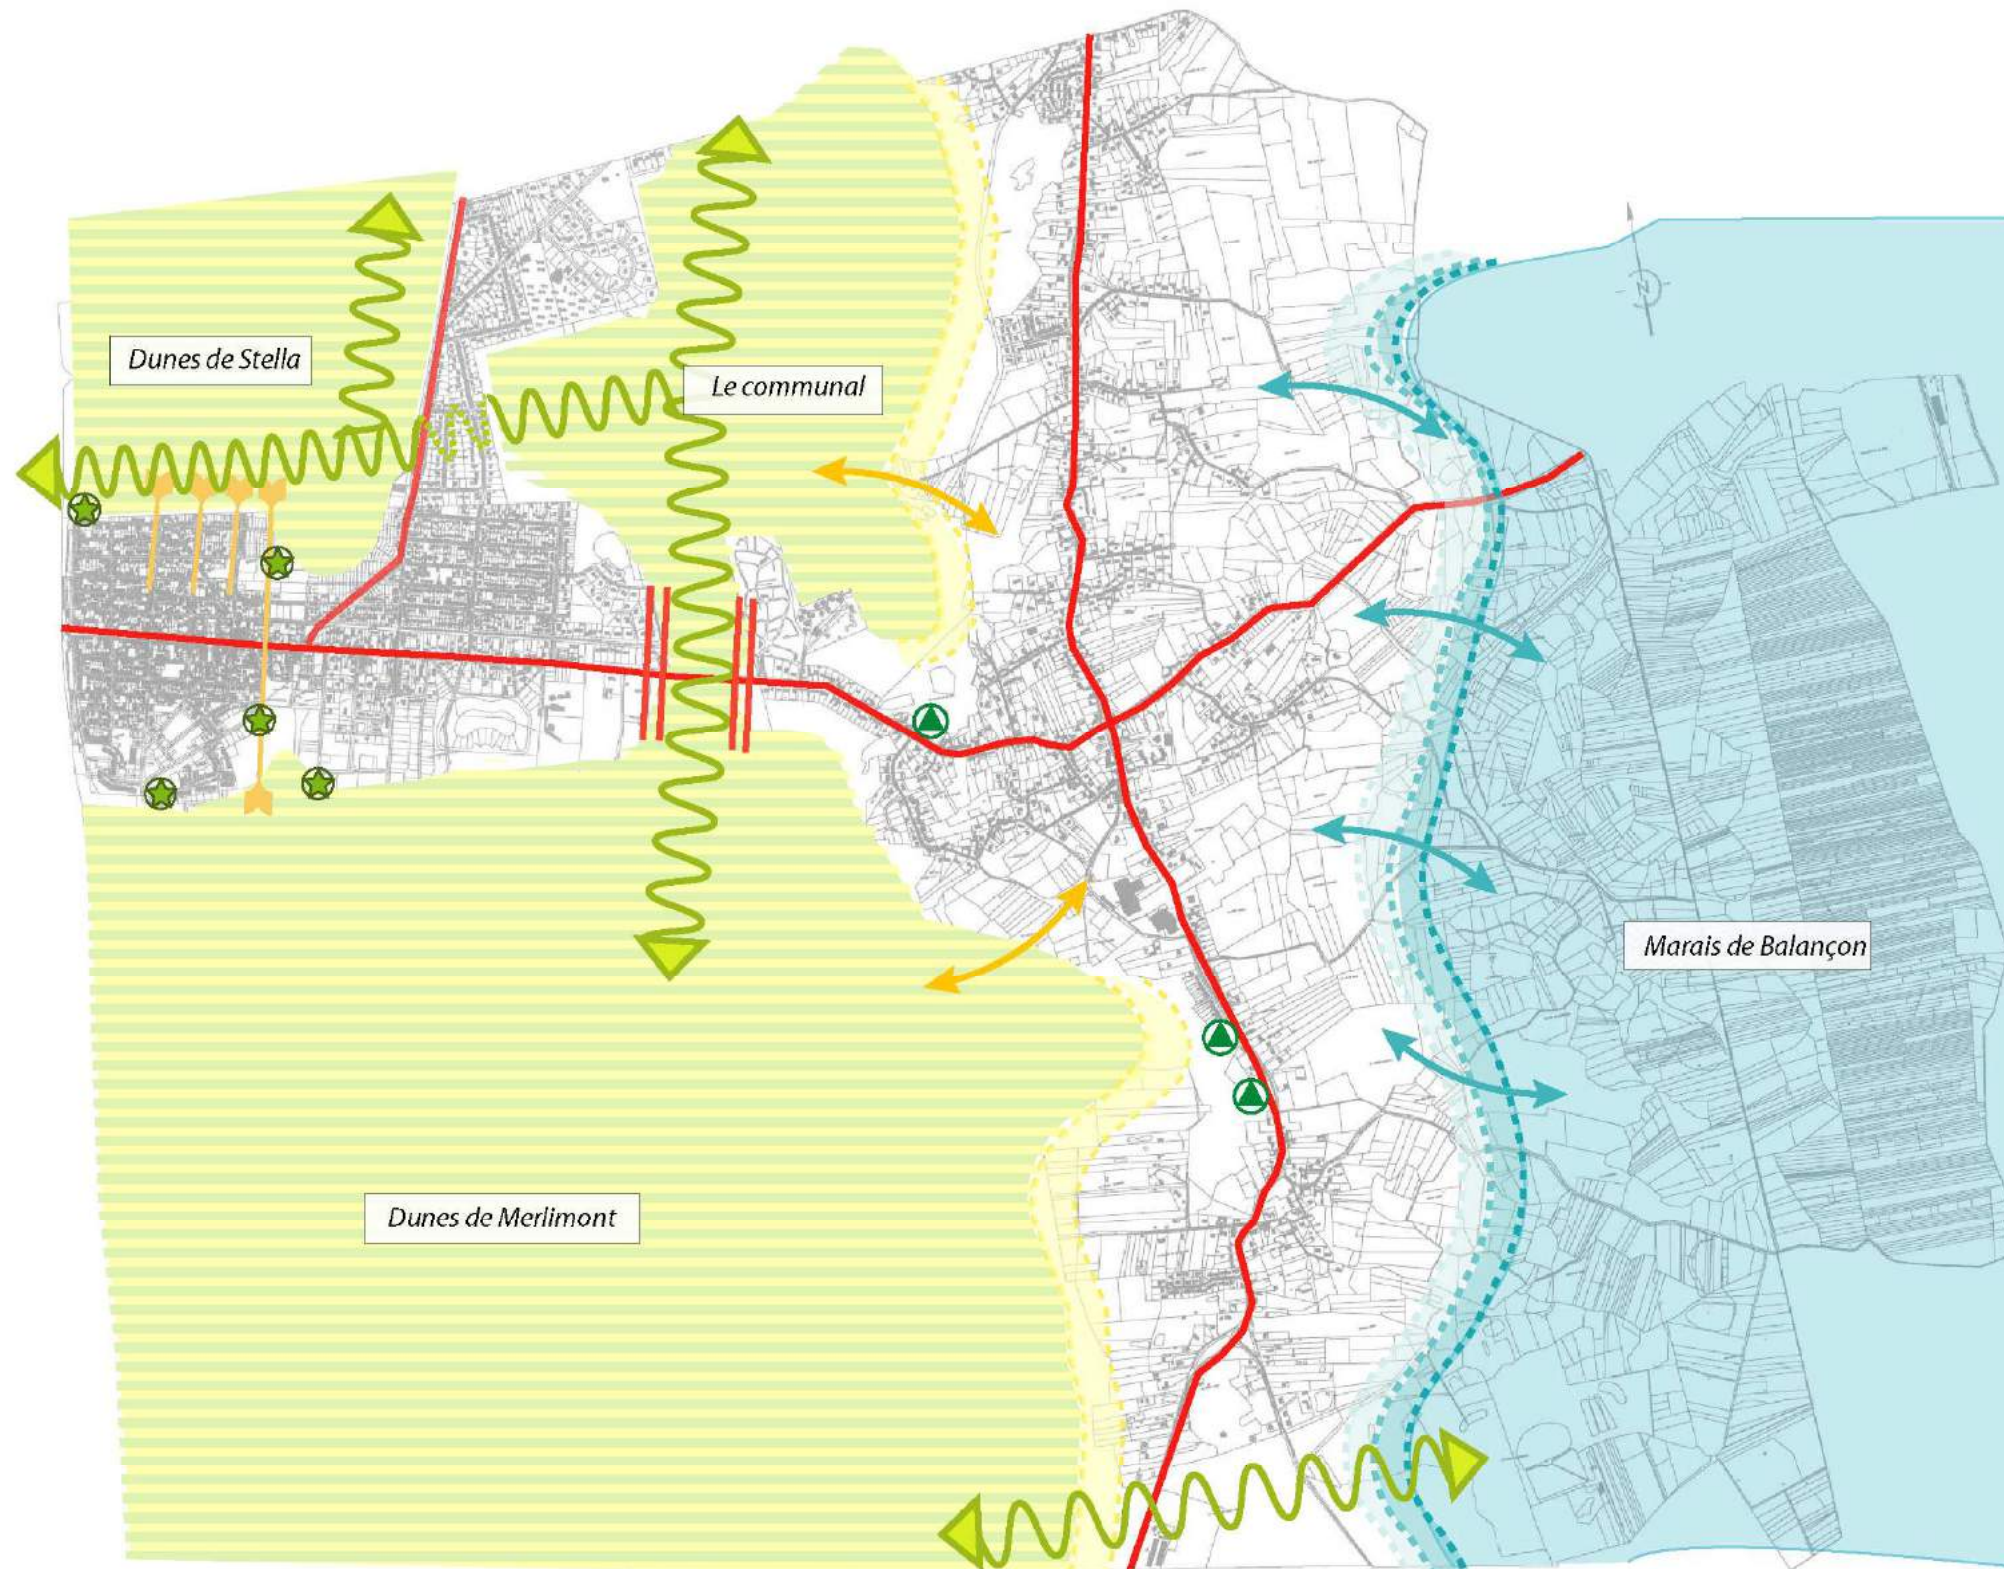 Dunes de Stella
Le communal
N
Marais de Balançon
Dunes de Merlimont